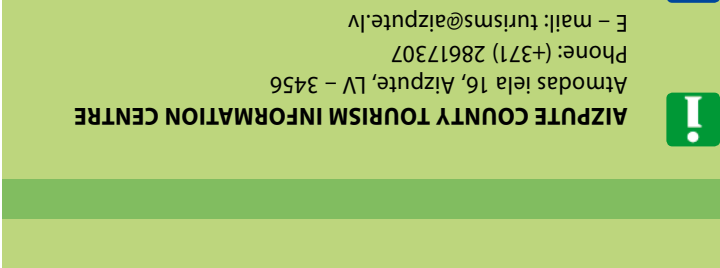 AIZPUTE COUNTY TOURISM INFORMATION CENTRE
Atmodas iela 16, Aizpute, LV – 3456
Phone: (+371) 28617307
E – mail: turisms@aizpute.lv